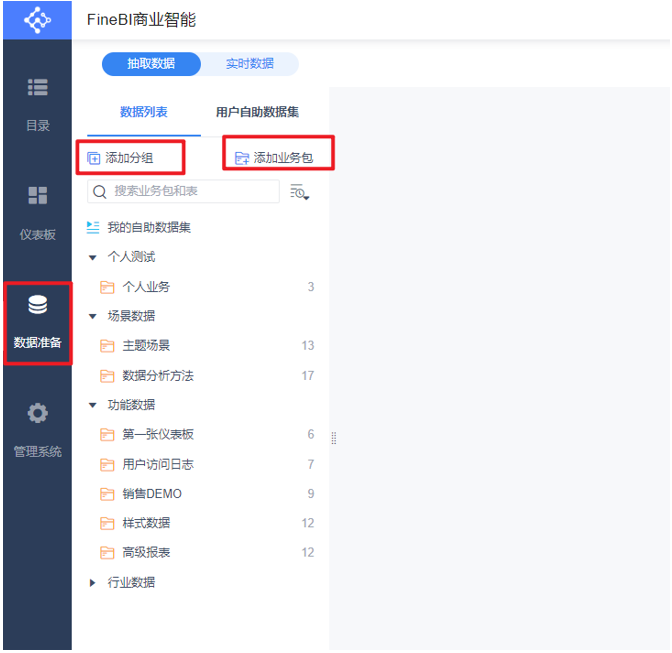 FineBI商业智能
抽取数据 实时数据
目录
数据列表 用户自助数据集
添加分组 添加业务包
搜索业务包和表
仪表板
我的自助数据集
个人测试
个人业务 3
场景数据
数据准备
主题场景 13
数据分析方法 17
功能数据
第一张仪表板 6
管理系统
用户访问日志 7
销售DEMO 9
样式数据 12
高级报表 12
行业数据